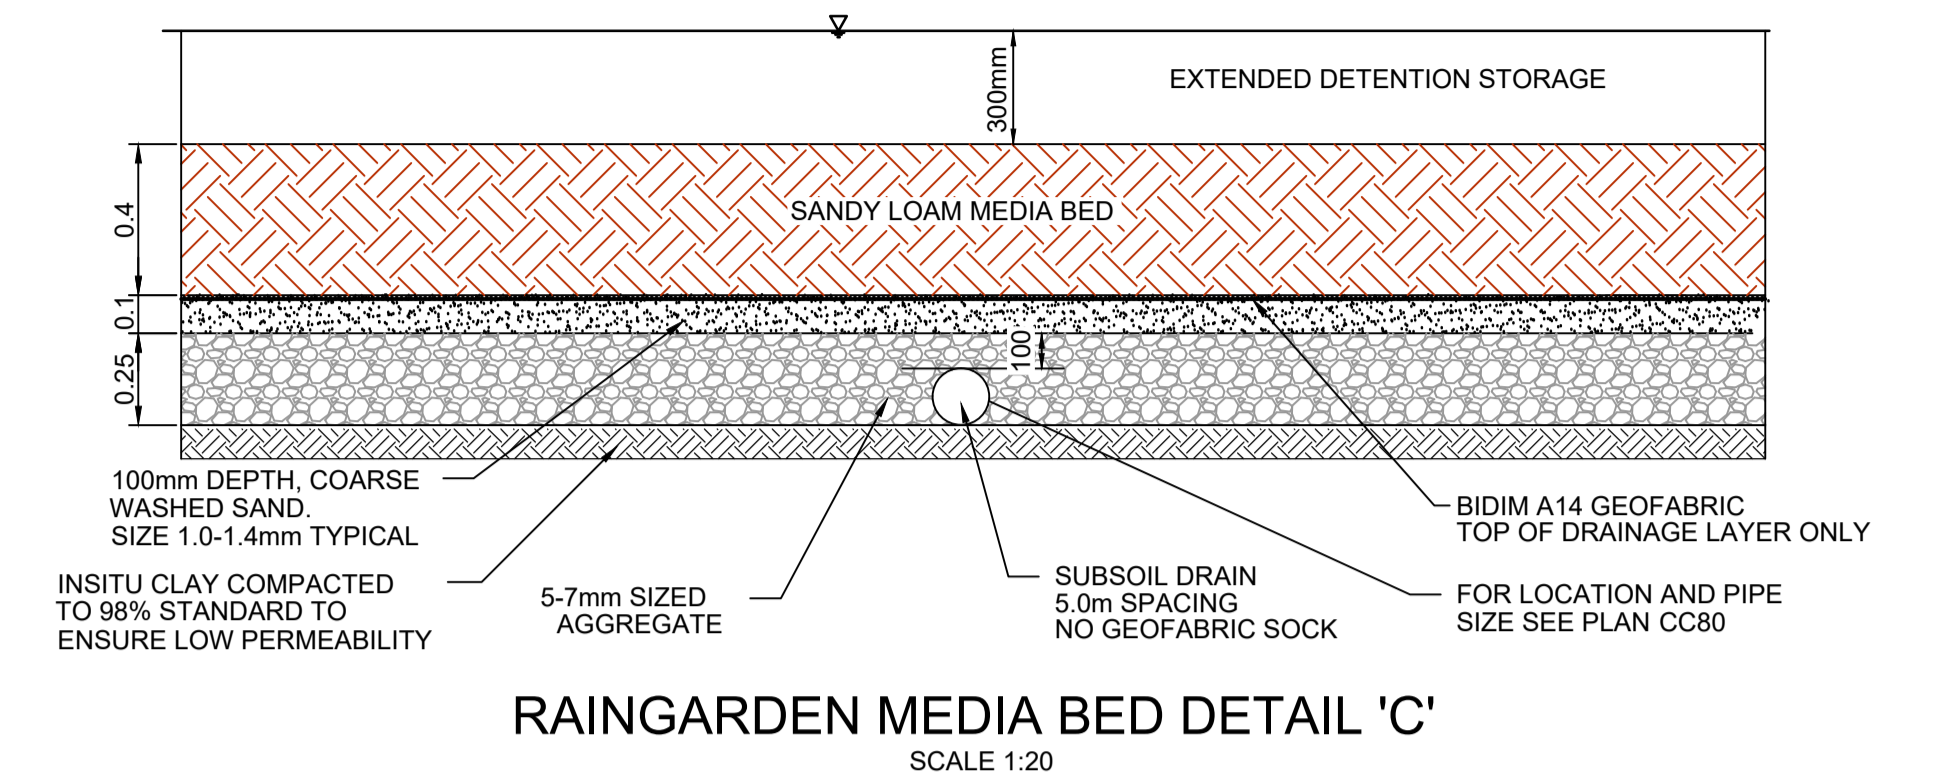 300mm
EXTENDED DETENTION STORAGE
0.4
SANDY LOAM MEDIA BED
0.1
0.25
100
100mm DEPTH, COARSE
WASHED SAND.
SIZE 1.0-1.4mm TYPICAL
INSITU CLAY COMPACTED
TO 98% STANDARD TO
ENSURE LOW PERMEABILITY
5-7mm SIZED
AGGREGATE
SUBSOIL DRAIN
5.0m SPACING
NO GEOFABRIC SOCK
BIDIM A14 GEOFABRIC
TOP OF DRAINAGE LAYER ONLY
FOR LOCATION AND PIPE
SIZE SEE PLAN CC80
RAINGARDEN MEDIA BED DETAIL 'C'
SCALE 1:20